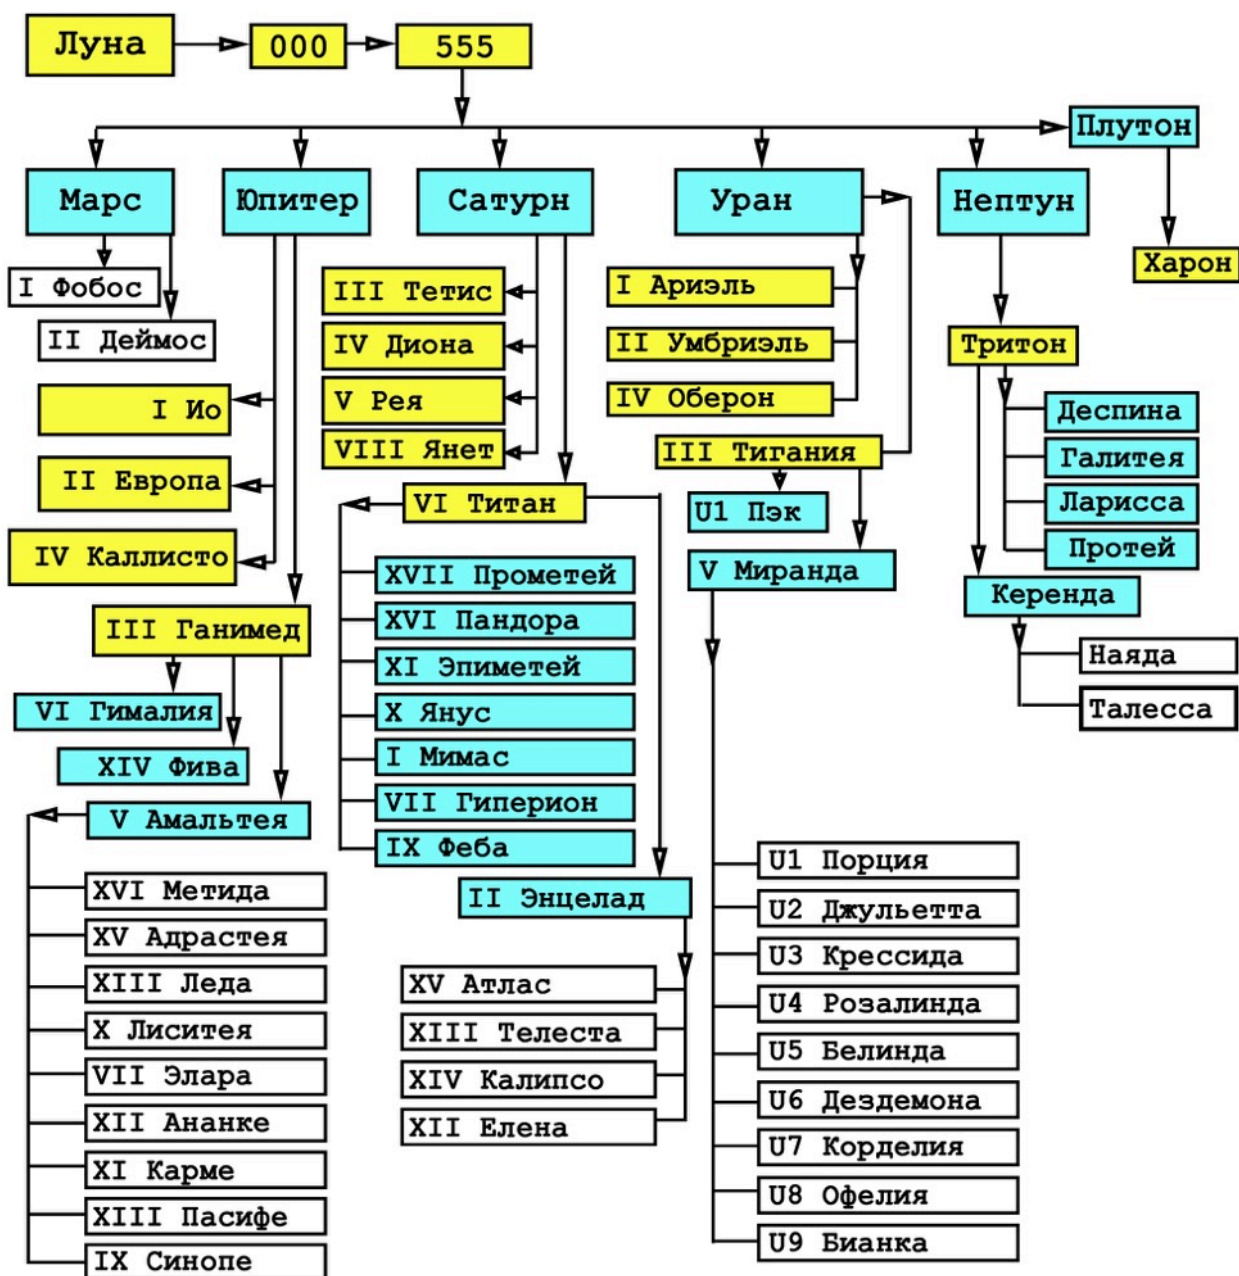 Луна
000
555
Плутон
Харон
Марс
I Фобос
II Деймос
Юпитер
I Ио
II Европа
IV Каллисто
III Ганимед
VI Гималия
XIV Фива
V Амальтея
XVI Метида
XV Адрастея
XIII Леда
X Лиситея
VII Элара
XII Ананке
XI Карме
XIII Пасифе
IX Синопе
Сатурн
III Тетис
IV Диона
V Рея
VIII Янет
VI Титан
XVII Прометей
XVI Пандора
XI Эпиметей
X Янус
I Мимас
VII Гиперион
IX Феба
II Энцелад
XV Атлас
XIII Телеста
XIV Калипсо
XII Елена
Уран
I Ариэль
II Умбриэль
IV Оберон
III Тигания
U1 Пэк
V Миранда
U1 Порция
U2 Джульетта
U3 Крессида
U4 Розалинда
U5 Белинда
U6 Дездемона
U7 Корделия
U8 Офелия
U9 Бианка
Нептун
Тритон
Деспина
Галитея
Ларисса
Протей
Керенда
Наяда
Талесса